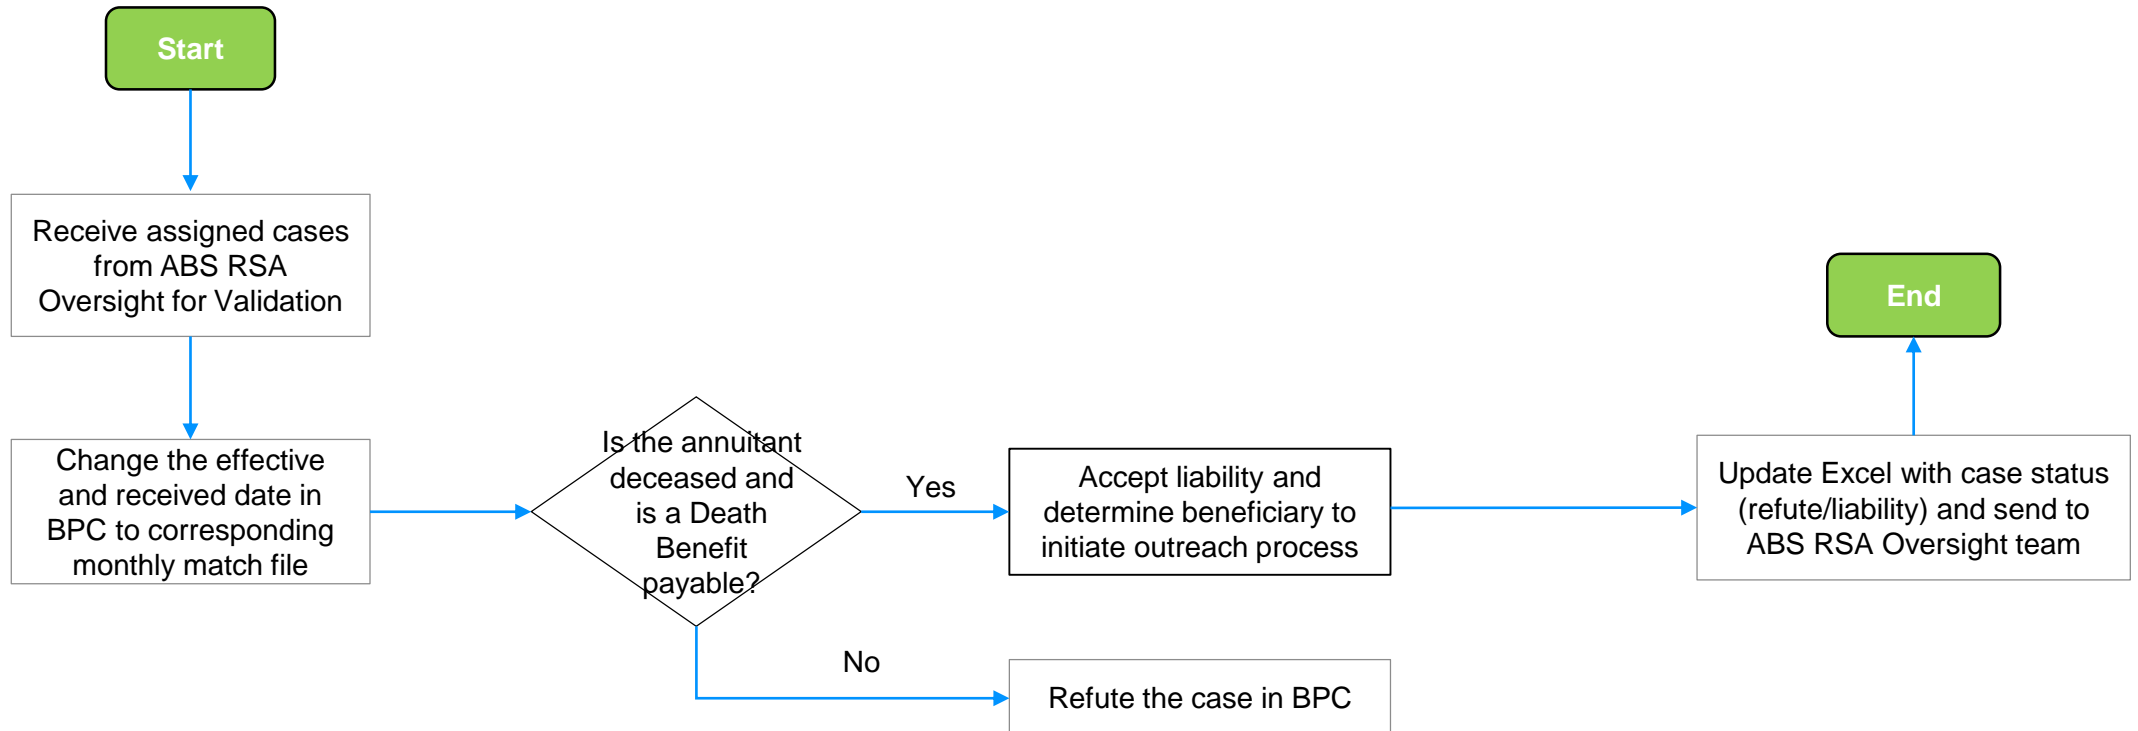 Start
Receive assigned cases
from ABS RSA
Oversight for Validation
Change the effective
and received date in
BPC to corresponding
monthly match file
Is the annuitant
deceased and
is a Death
Benefit
payable?
Yes
Accept liability and
determine beneficiary to
initiate outreach process
No
Refute the case in BPC
Update Excel with case status
(refute/liability) and send to
ABS RSA Oversight team
End